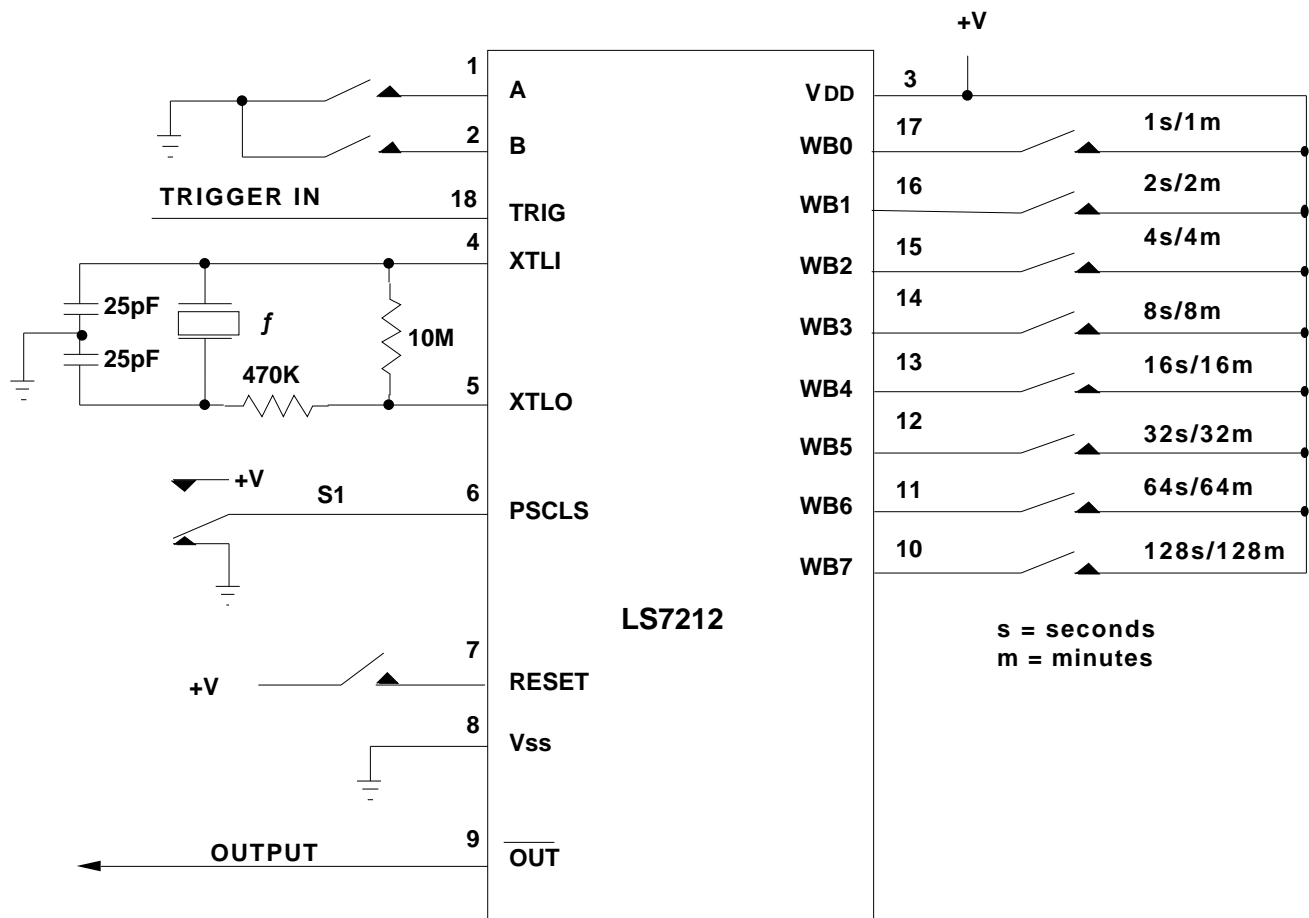 +V
1
A
VDD
3
17
1s/1m
2
B
WB0
16
2s/2m
TRIGGER IN
18
TRIG
WB1
15
4s/4m
4
XTLI
WB2
14
8s/8m
25pF
ƒ
10M
WB3
13
16s/16m
25pF
470K
5
XTLO
WB4
12
32s/32m
WB5
11
64s/64m
+V
S1
6
PSCLS
WB6
10
128s/128m
WB7
LS7212
s = seconds
m = minutes
7
+V
RESET
8
Vss
9
OUTPUT
OUT